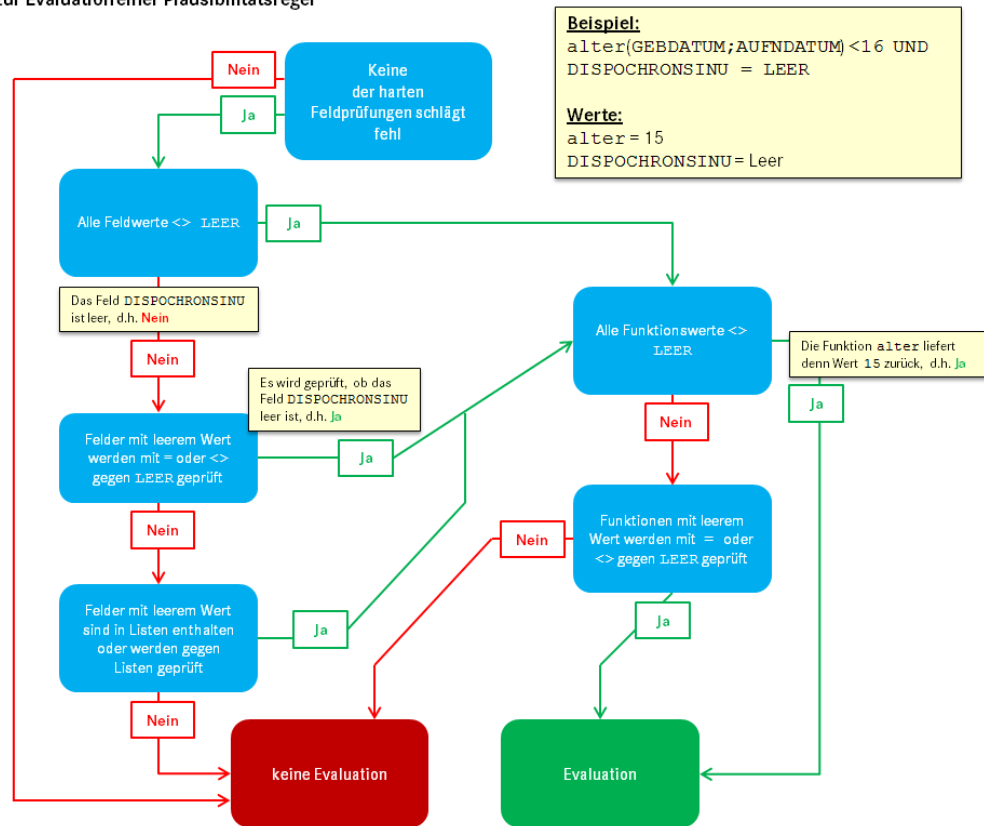 zur Evaluation einer Plausibilitätsregel
Beispiel:
alter(GEBDATUM;AUFNDATUM)<16 UND
DISPOCHRONSINU = LEER
Werte:
alter = 15
DISPOCHRONSINU = Leer
Nein
Ja
Keine
der harten
Feldprüfungen schlägt
fehl
Alle Feldwerte <> LEER
Ja
Das Feld DISPOCHRONSINU
ist leer, d.h. Nein
Nein
Alle Funktionswerte <>
LEER
Die Funktion alter liefert
denn Wert 15 zurück, d.h. Ja
Ja
Es wird geprüft, ob das
Feld DISPOCHRONSINU
leer ist, d.h. Ja
Felder mit leerem Wert
werden mit = oder <>
gegen LEER geprüft
Ja
Nein
Nein
Funktionen mit leerem
Wert werden mit = oder
<> gegen LEER geprüft
Nein
Ja
Felder mit leerem Wert
sind in Listen enthalten
oder werden gegen
Listen geprüft
Ja
Nein
keine Evaluation
Evaluation